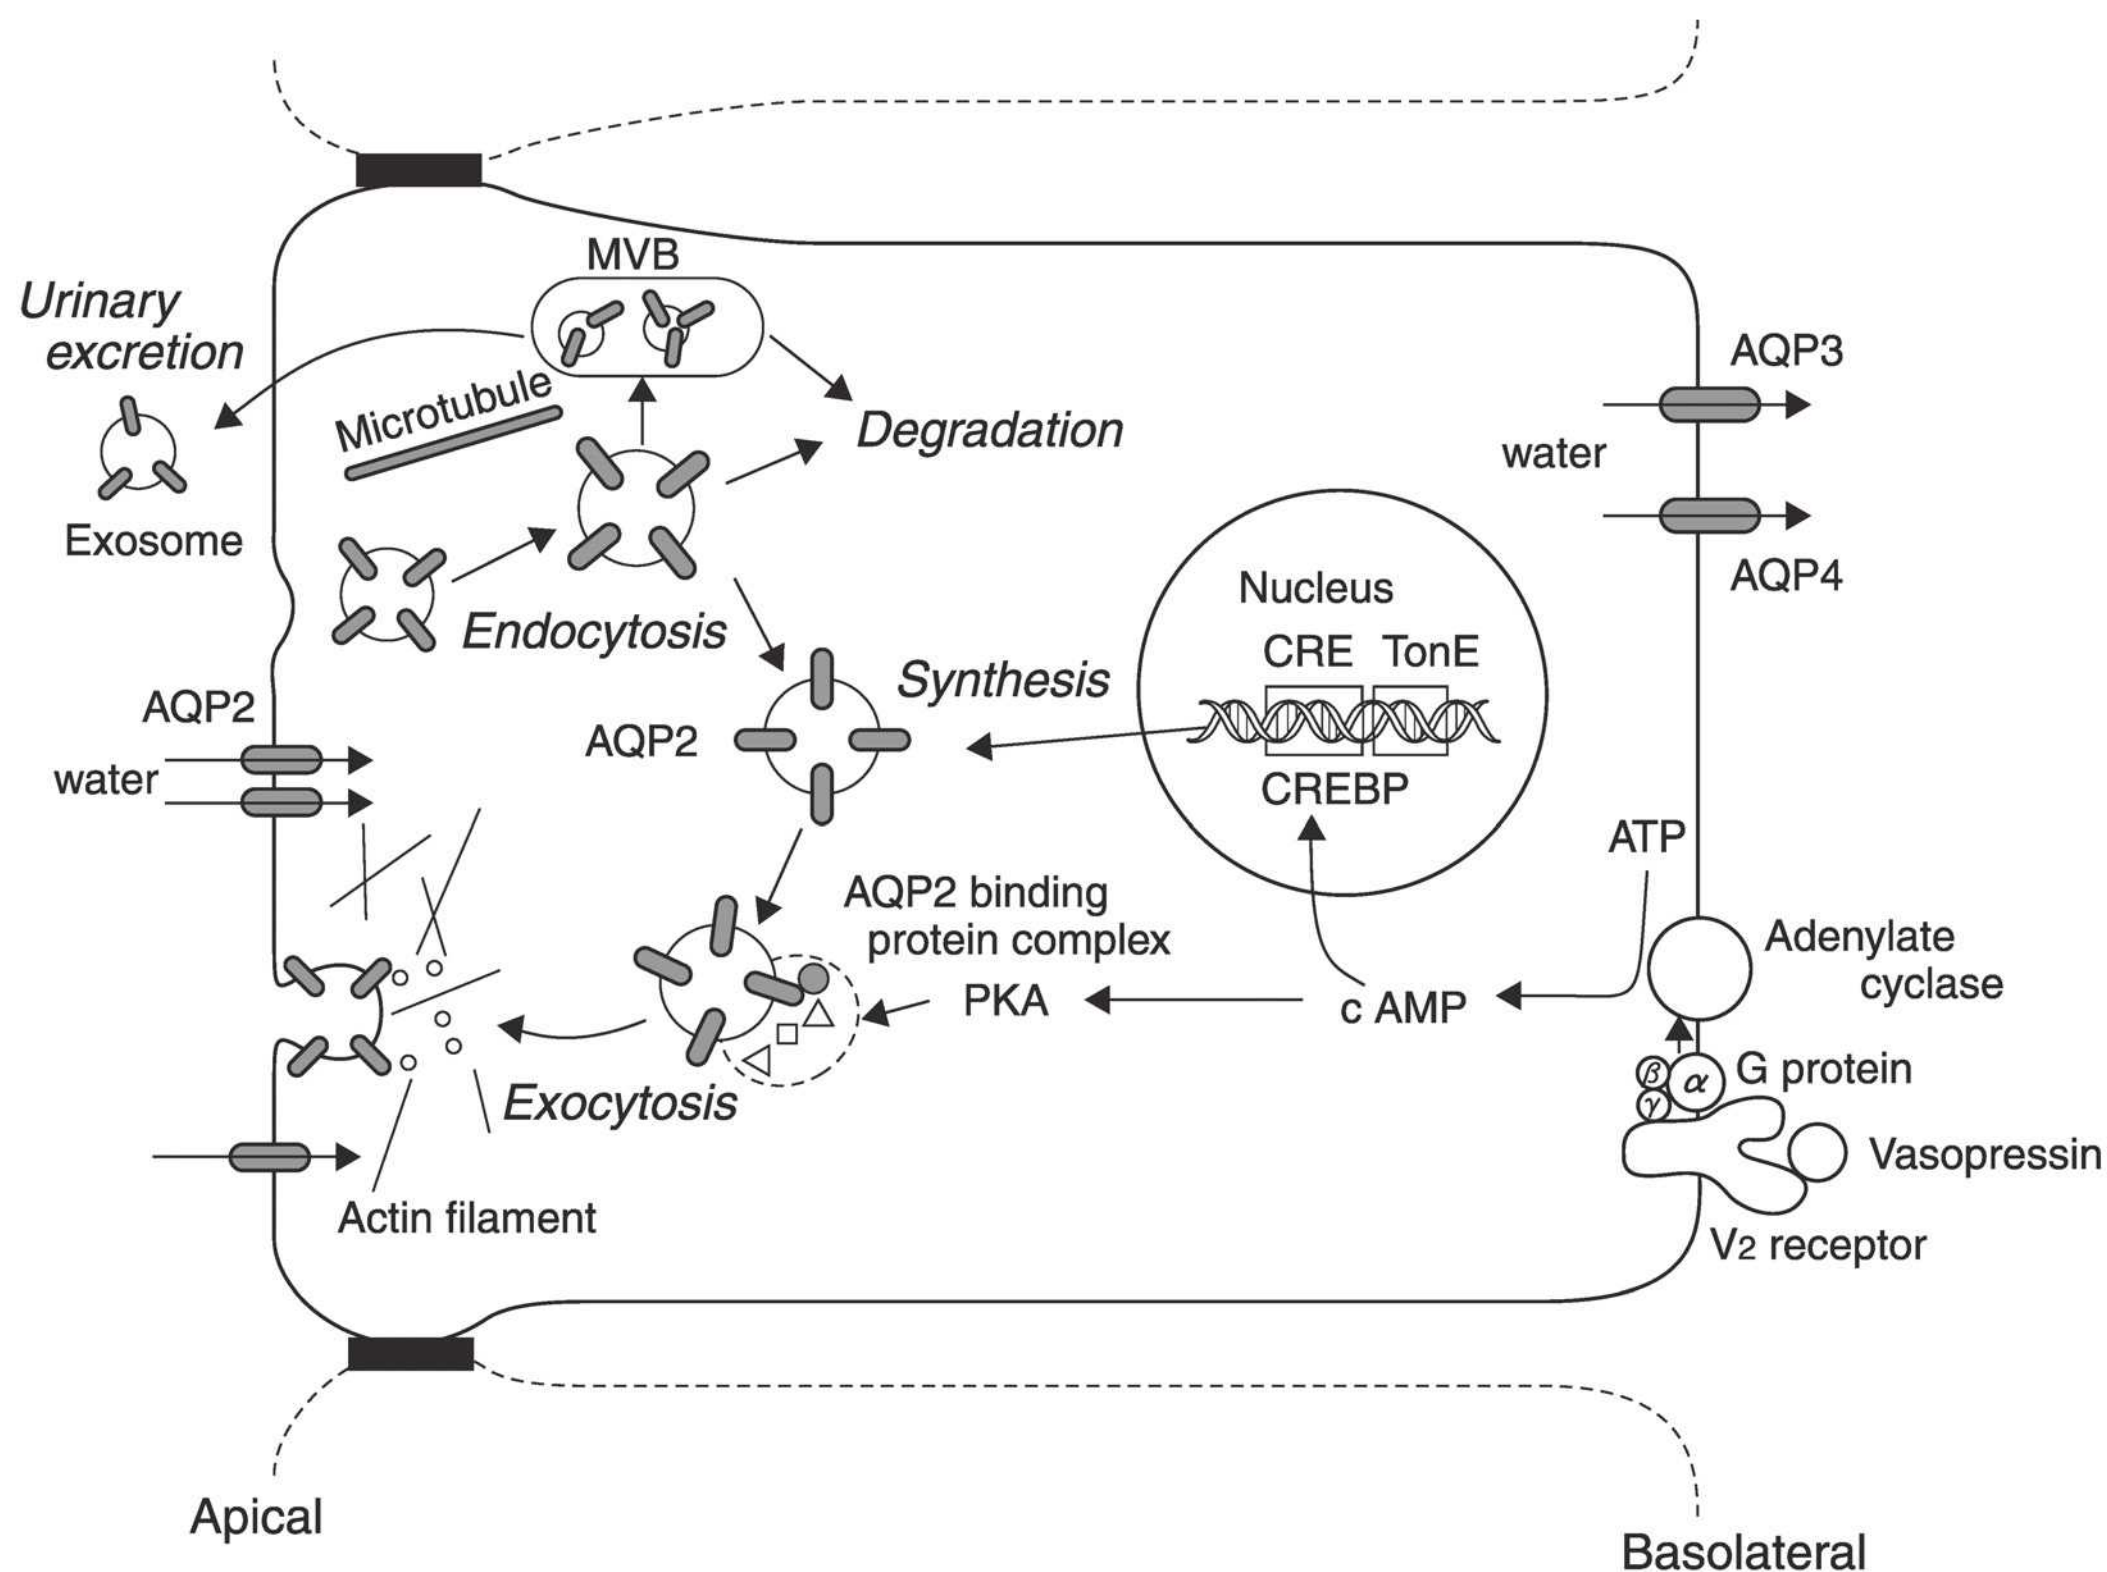 MVB
Urinary
excretion
Microtubule
Exosome
Degradation
Endocytosis
AQP3
water
AQP4
Nucleus
CRE TonE
CREBP
Synthesis
AQP2
water
AQP2
ATP
AQP2 binding
protein complex
PKA
c AMP
Adenylate
cyclase
β
γ
α
G protein
Exocytosis
Vasopressin
Actin filament
V2 receptor
Apical
Basolateral